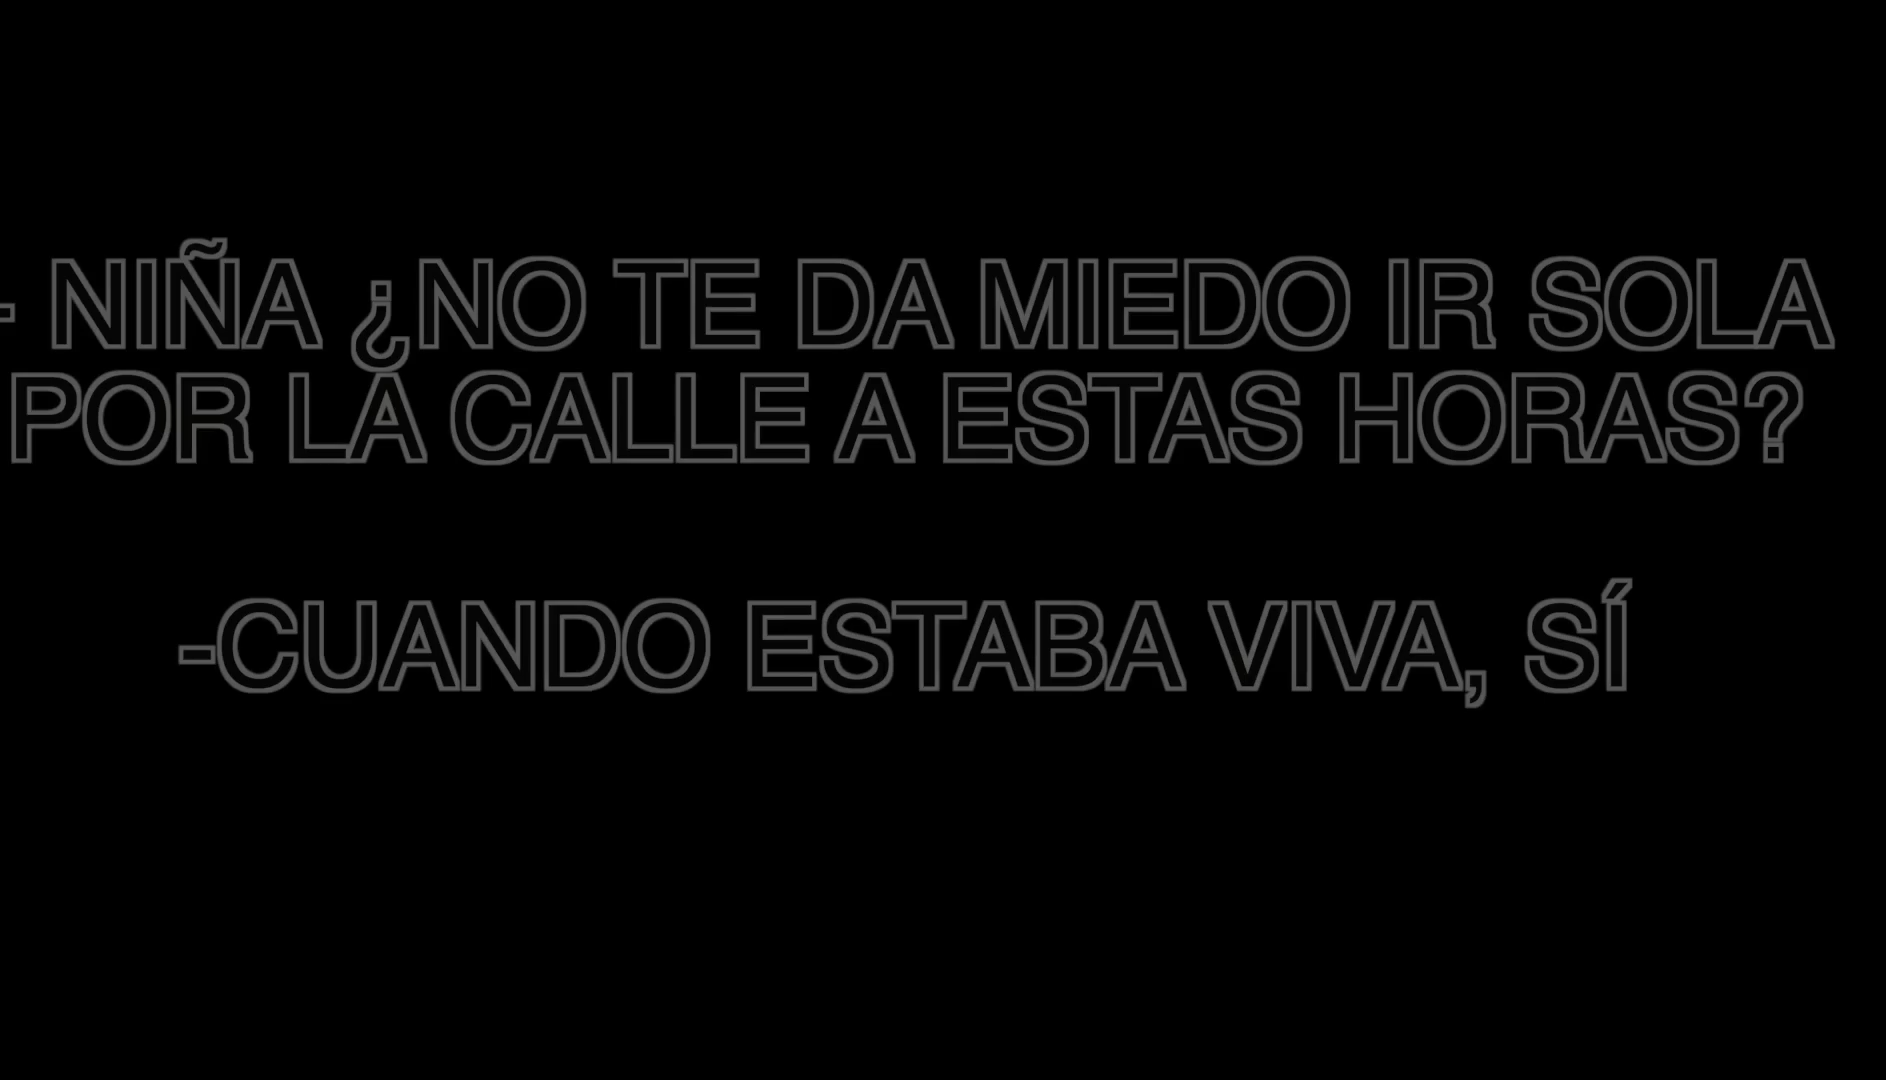 - NIÑA ¿NO TE DA MIEDO IR SOLA
POR LA CALLE A ESTAS HORAS?
-CUANDO ESTABA VIVA, SÍ